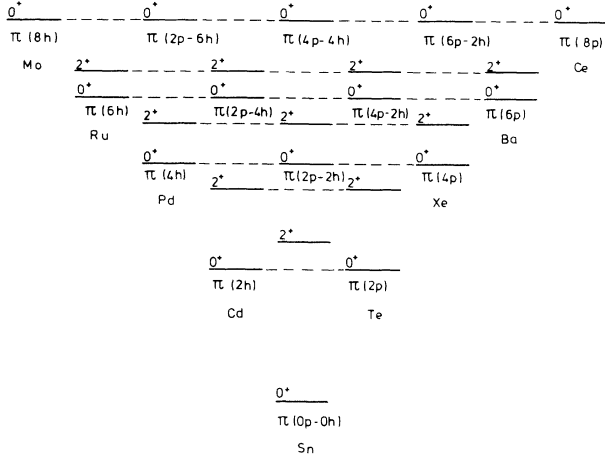 0⁺ 0⁺ 0⁺ 0⁺ 0⁺
π (8h) π (2p-6h) π (4p-4h) π (6p-2h) π (8p)
Mo 2⁺ 2⁺ 2⁺ 2⁺ Ce
0⁺ 0⁺ 0⁺ 0⁺
π (6h) π (2p-4h) π (4p-2h) π (6p)
Ru 2⁺ 2⁺ 2⁺ Ba
0⁺ 0⁺ 0⁺
π (4h) π (2p-2h) π (4p)
Pd 2⁺ 2⁺ Xe
2⁺
0⁺ 0⁺
π (2h) π (2p)
Cd Te
0⁺
π (0p-0h)
Sn